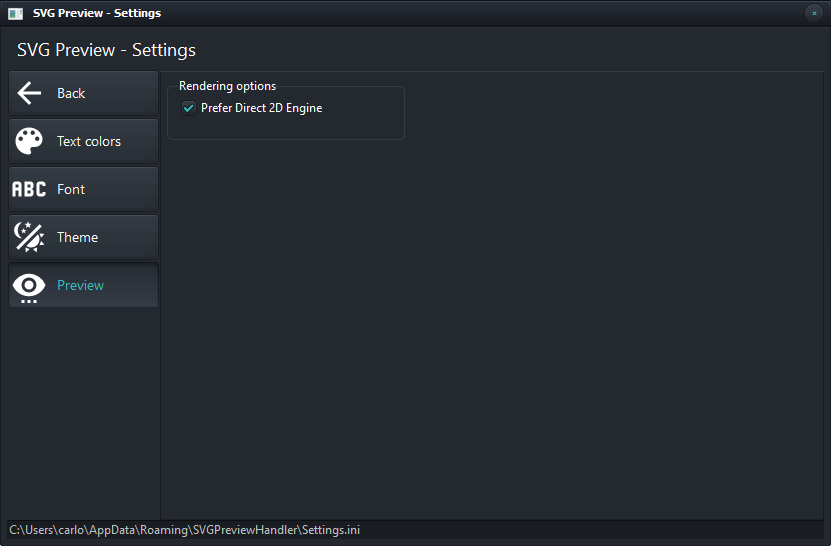 SVG Preview - Settings
SVG Preview - Settings
Back
Text colors
ABC Font
Theme
Preview
Rendering options
Prefer Direct 2D Engine
C:\Users\carlo\AppData\Roaming\SVGPreviewHandler\Settings.ini